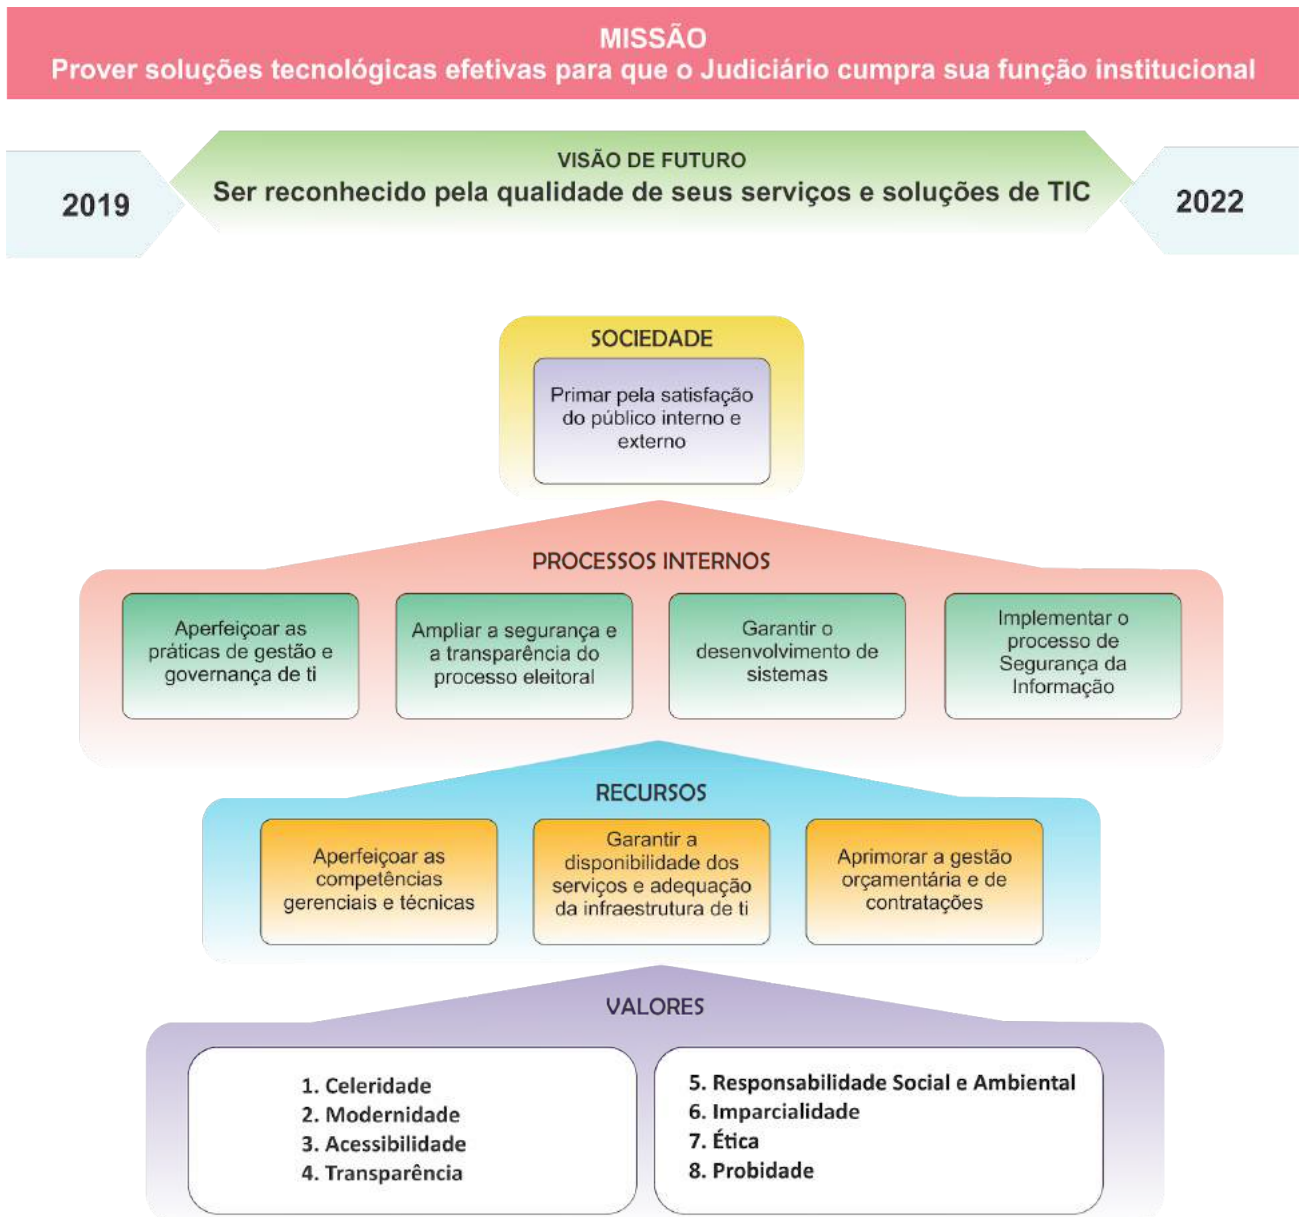 MISSÃO
Prover soluções tecnológicas efetivas para que o Judiciário cumpra sua função institucional
2019
VISÃO DE FUTURO
Ser reconhecido pela qualidade de seus serviços e soluções de TIC
2022
SOCIEDADE
Primar pela satisfação
do público interno e
externo
PROCESSOS INTERNOS
Aperfeiçoar as
práticas de gestão e
governança de ti
Ampliar a segurança e
a transparência do
processo eleitoral
Garantir o
desenvolvimento de
sistemas
Implementar o
processo de
Segurança da
Informação
RECURSOS
Aperfeiçoar as
competências
gerenciais e técnicas
Garantir a
disponibilidade dos
serviços e adequação
da infraestrutura de ti
Aprimorar a gestão
orçamentária e de
contratações
VALORES
1. Celeridade
2. Modernidade
3. Acessibilidade
4. Transparência
5. Responsabilidade Social e Ambiental
6. Imparcialidade
7. Ética
8. Probidade